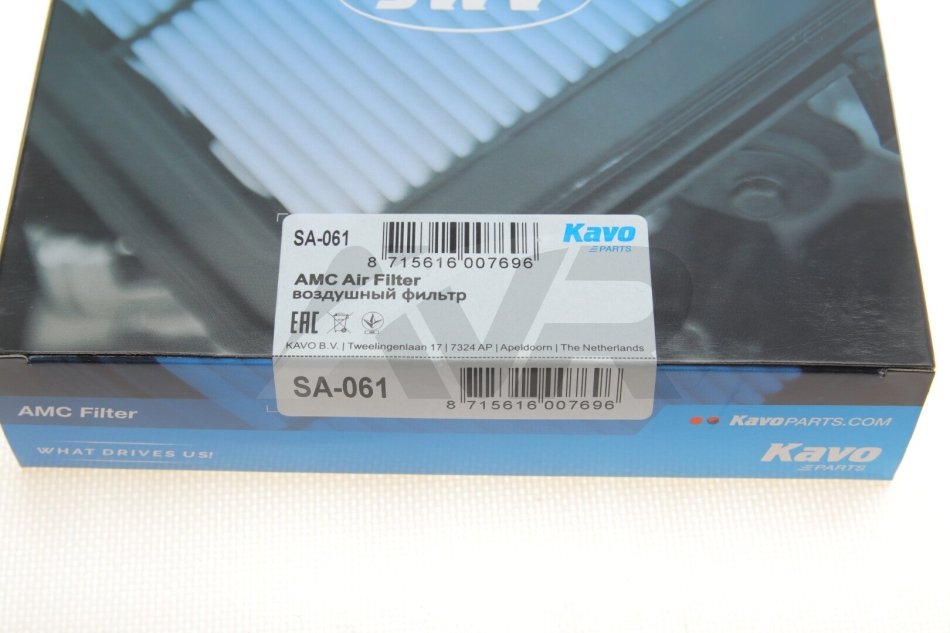 SA-061
8 715616 007696
Kavo
PARTS
AMC Air Filter
воздушный фильтр
EAC
KAVO B.V. | Tweelingenlaan 17 | 7324 AP | Apeldoorn | The Netherlands
AVR
SA-061
8 715616 007696
AMC Filter
KAVOPARTS.COM
WHAT DRIVES US!
Kavo
PARTS